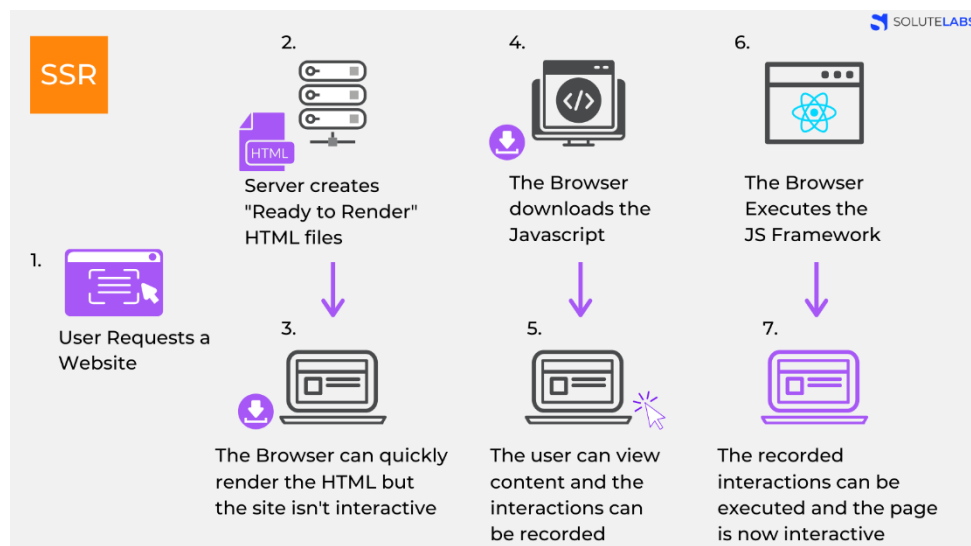 SOLUTELABS
SSR
1.
User Requests a
Website
2.
HTML
Server creates
"Ready to Render"
HTML files
3.
The Browser can quickly
render the HTML but
the site isn't interactive
4.
</>
The Browser
downloads the
Javascript
5.
The user can view
content and the
interactions can
be recorded
6.
The Browser
Executes the
JS Framework
7.
The recorded
interactions can be
executed and the page
is now interactive